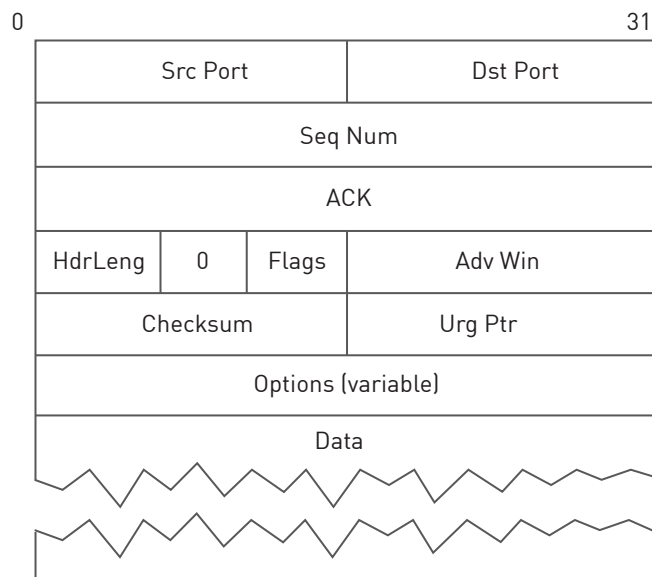 0 31
Src Port Dst Port
Seq Num
ACK
HdrLeng 0 Flags Adv Win
Checksum Urg Ptr
Options (variable)
Data